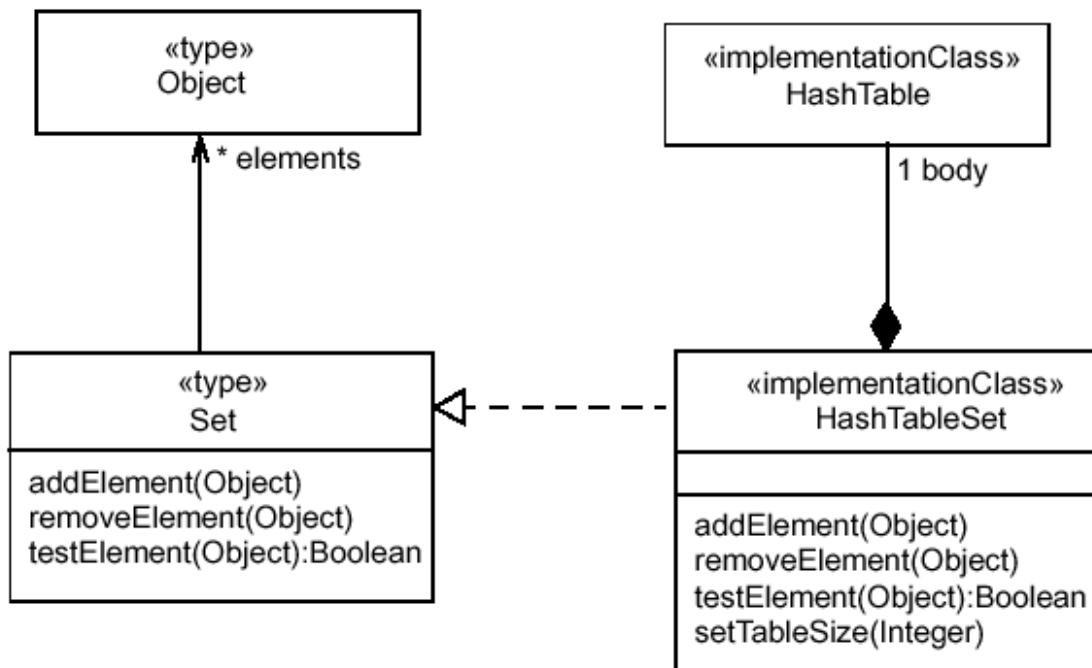 «type»
Object
* elements
«type»
Set
addElement(Object)
removeElement(Object)
testElement(Object):Boolean
«implementationClass»
HashTable
1 body
«implementationClass»
HashTableSet
addElement(Object)
removeElement(Object)
testElement(Object):Boolean
setTableSize(Integer)